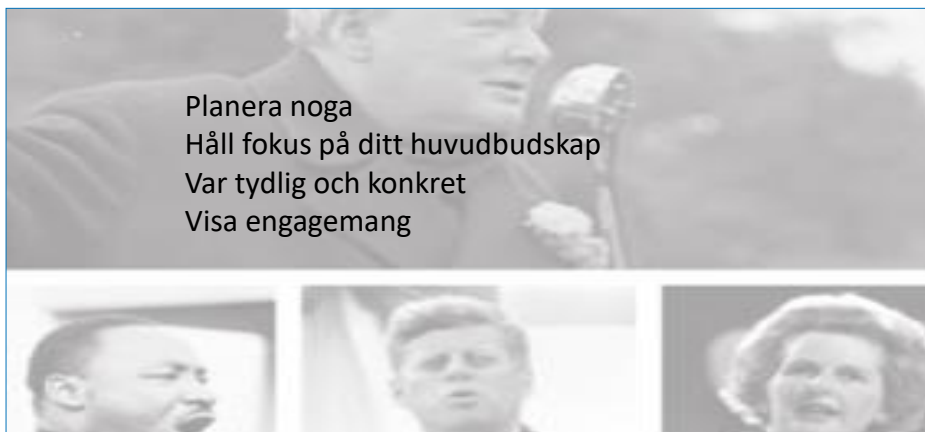 Planera noga
Håll fokus på ditt huvudbudskap
Var tydlig och konkret
Visa engagemang